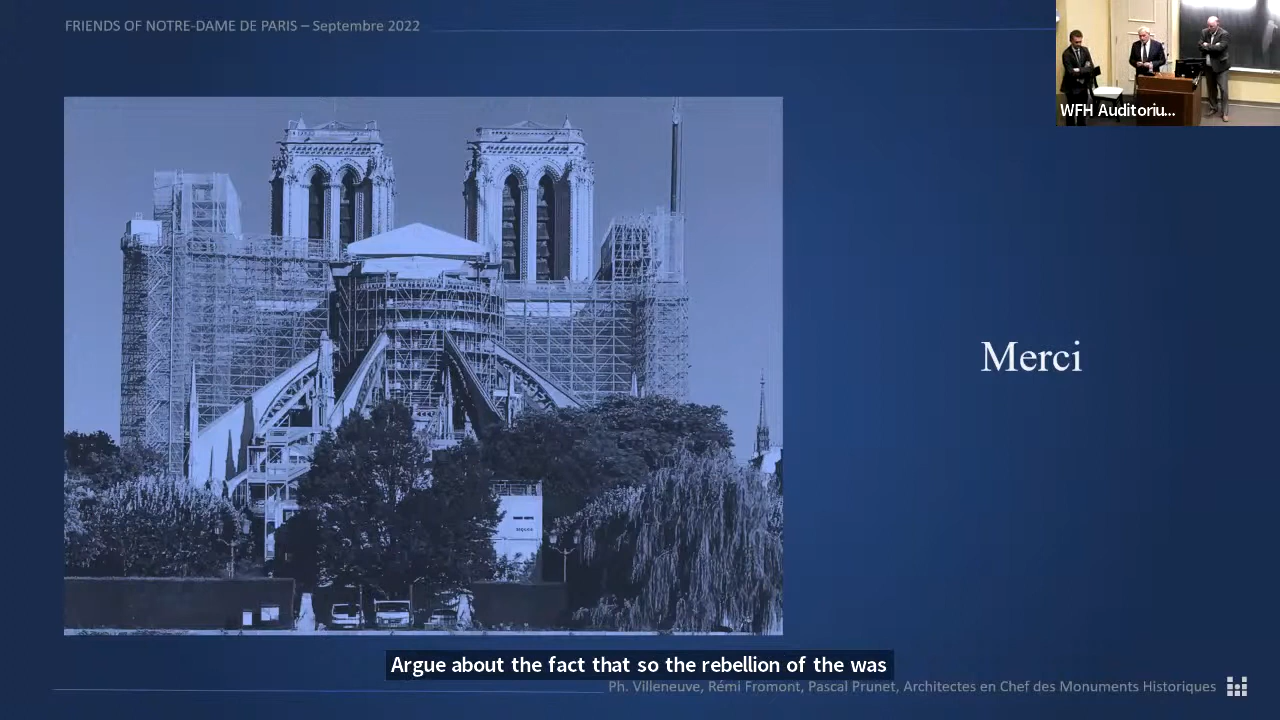 FRIENDS OF NOTRE-DAME DE PARIS – Septembre 2022
WFH Auditoriu...
Merci
Argue about the fact that so the rebellion of the was
Ph. Villeneuve, Rémi Fromont, Pascal Prunet, Architectes en Chef des Monuments Historiques